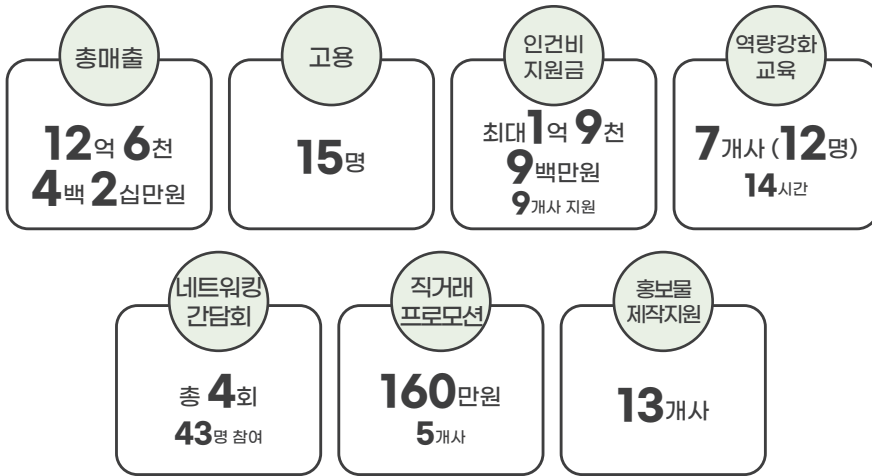 총매출
12억 6천
4백 2십만원
고용
15명
인건비
지원금
최대 1억 9천
9백만원
9개사 지원
역량강화
교육
7개사 (12명)
14시간
네트워킹
간담회
총 4회
43명 참여
직거래
프로모션
160만원
5개사
홍보물
제작지원
13개사